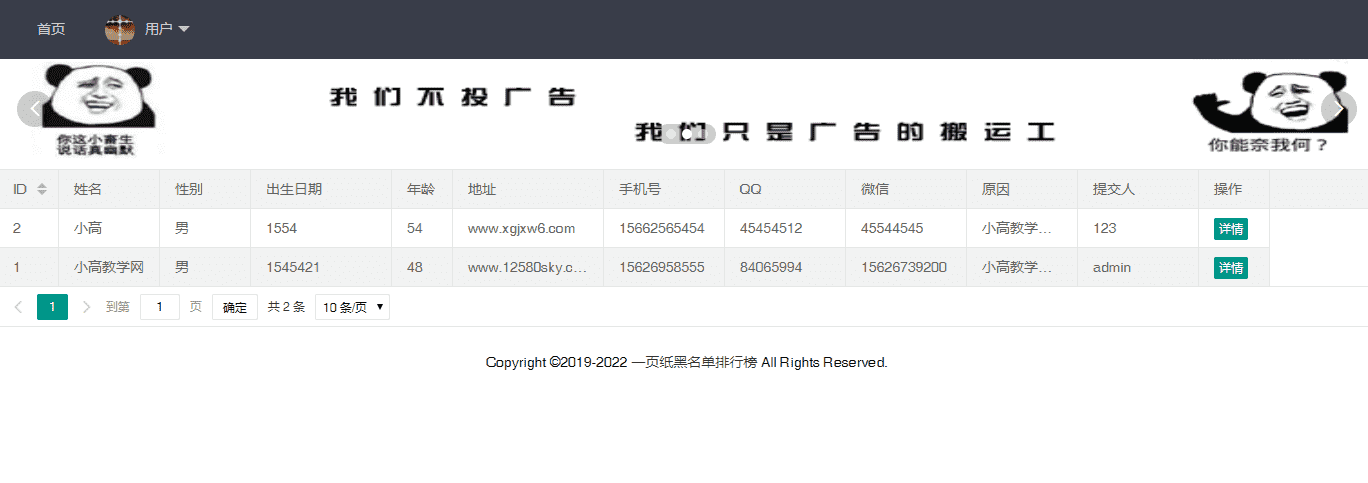 首页 用户
我们不投广告
我们只是广告的搬运工
你这小畜生
说话真幽默
你能奈我何？
ID 姓名 性别 出生日期 年龄 地址 手机号 QQ 微信 原因 提交人 操作
2 小高 男 1554 54 www.xgjxw6.com 15662565454 45454512 45544545 小高教学... 123 详情
1 小高教学网 男 1545421 48 www.12580sky.c... 15626958555 84065994 15626739200 小高教学... admin 详情
1 到第 1 页 确定 共 2 条 10 条/页
Copyright ©2019-2022 一页纸黑名单排行榜 All Rights Reserved.